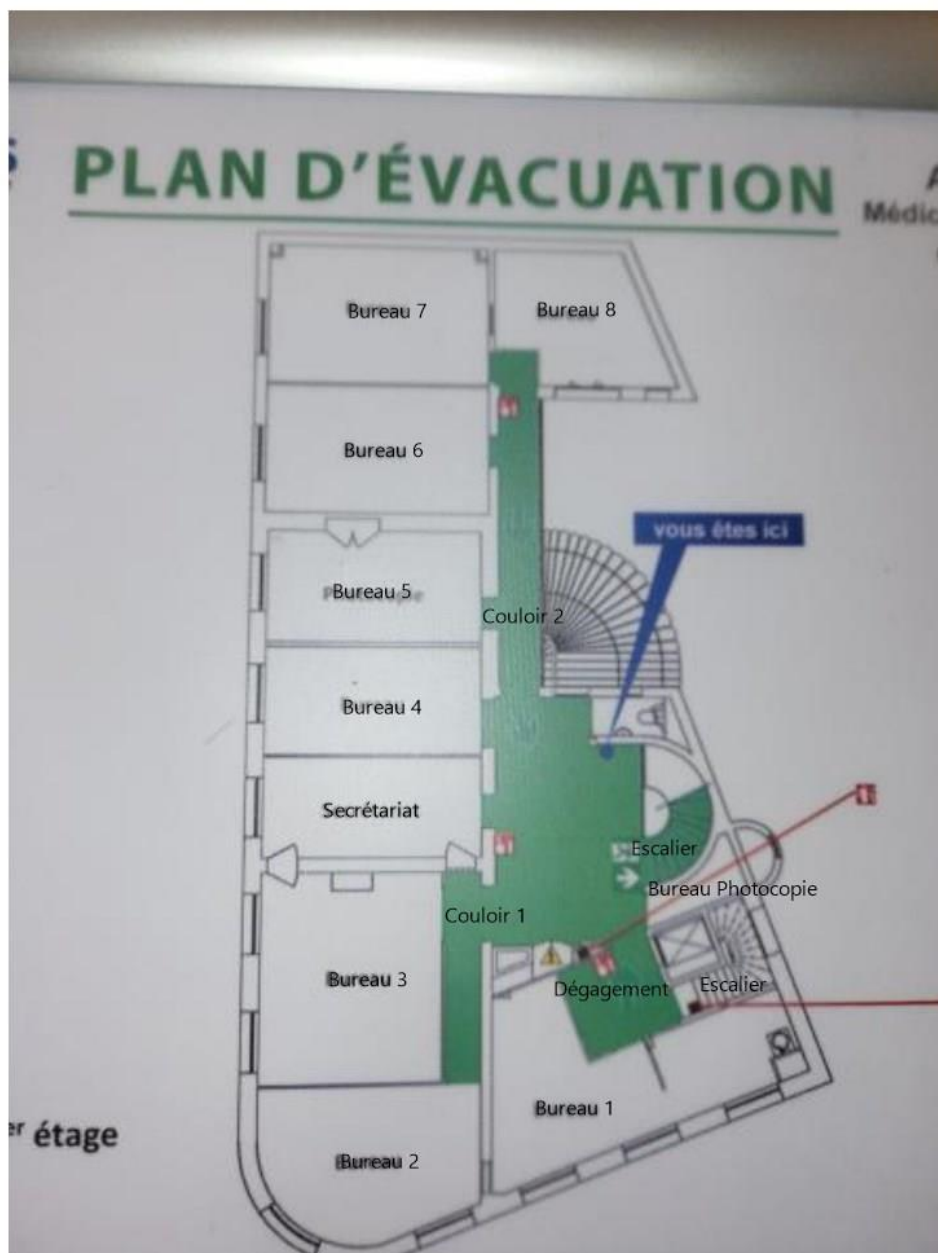 PLAN D'ÉVACUATION
Médic
Bureau 7
Bureau 8
Bureau 6
vous êtes ici
Bureau 5
Couloir 2
Bureau 4
Secrétariat
Escalier
Bureau Photocopie
Couloir 1
Bureau 3
Dégagement
Escalier
Bureau 1
er étage
Bureau 2